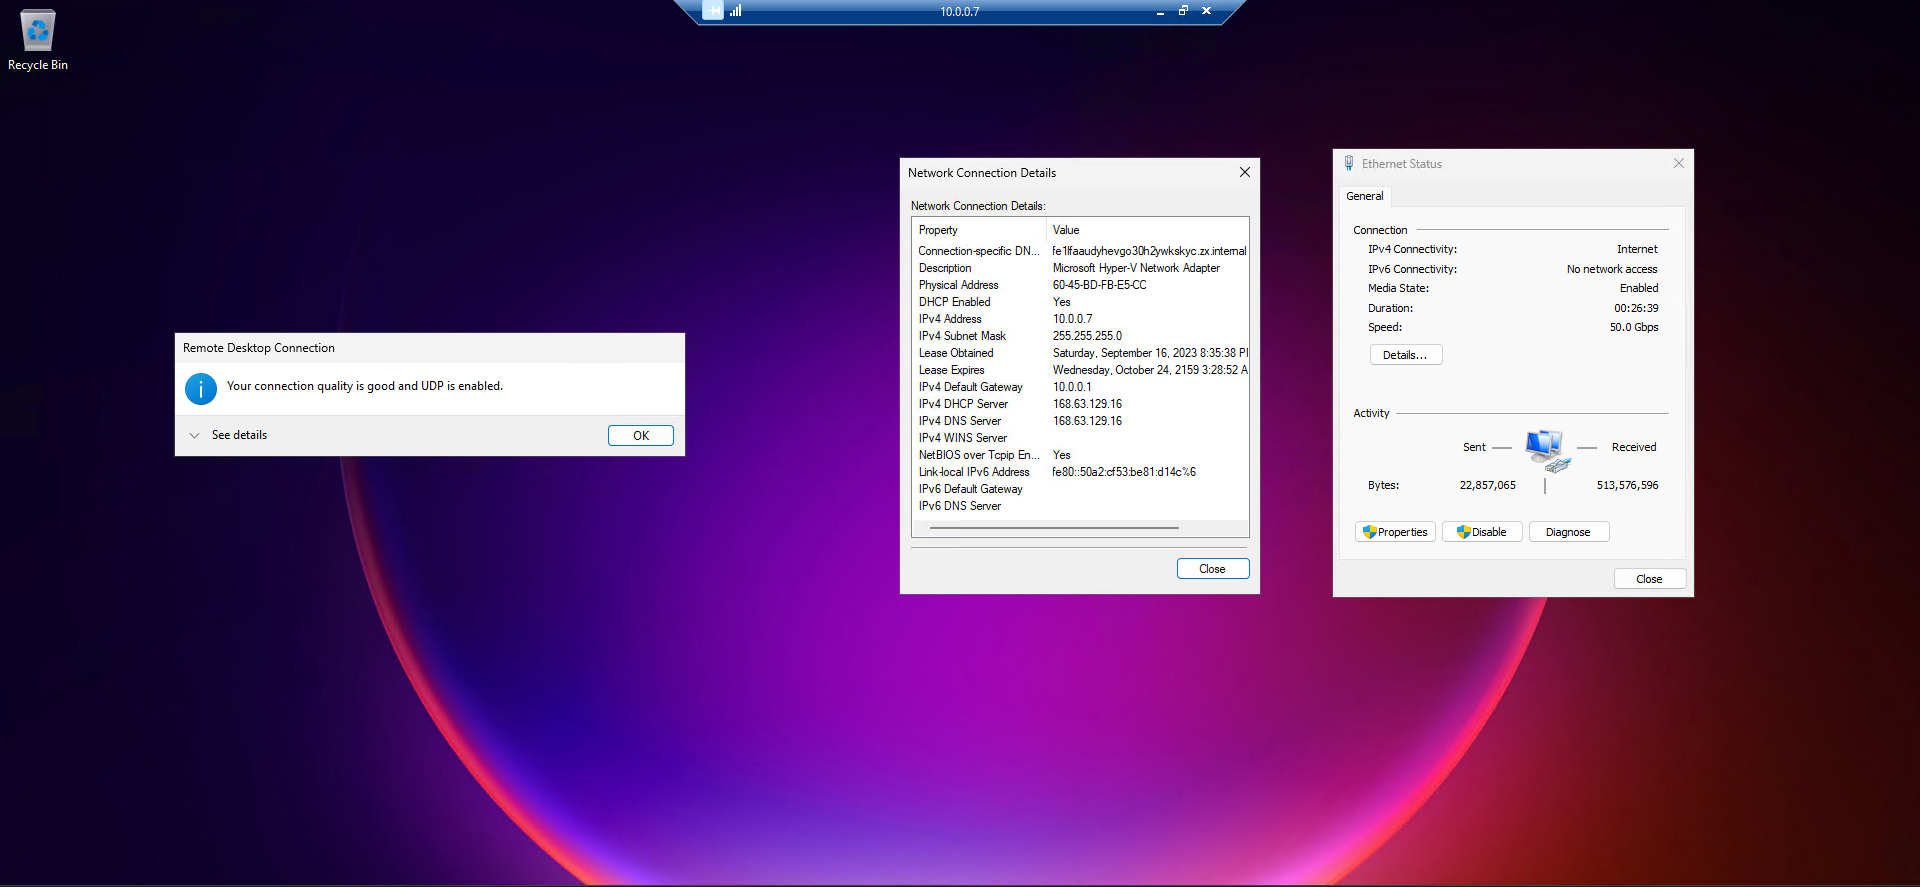 10.0.0.7
Recycle Bin
Remote Desktop Connection
Your connection quality is good and UDP is enabled.
See details
OK
Network Connection Details
Network Connection Details:
Property Value
Connection-specific DN... fe1lfaaudyhevgo30h2ywkskyc.zx.internal
Description Microsoft Hyper-V Network Adapter
Physical Address 60-45-BD-FB-E5-CC
DHCP Enabled Yes
IPv4 Address 10.0.0.7
IPv4 Subnet Mask 255.255.255.0
Lease Obtained Saturday, September 16, 2023 8:35:38 PI
Lease Expires Wednesday, October 24, 2159 3:28:52 A
IPv4 Default Gateway 10.0.0.1
IPv4 DHCP Server 168.63.129.16
IPv4 DNS Server 168.63.129.16
IPv4 WINS Server
NetBIOS over Tcpip En... Yes
Link-local IPv6 Address fe80::50a2:cf53:be81:d14c%6
IPv6 Default Gateway
IPv6 DNS Server
Close
Ethernet Status
General
Connection
IPv4 Connectivity: Internet
IPv6 Connectivity: No network access
Media State: Enabled
Duration: 00:26:39
Speed: 50.0 Gbps
Details...
Activity
Sent Received
Bytes: 22,857,065 513,576,596
Properties Disable Diagnose
Close